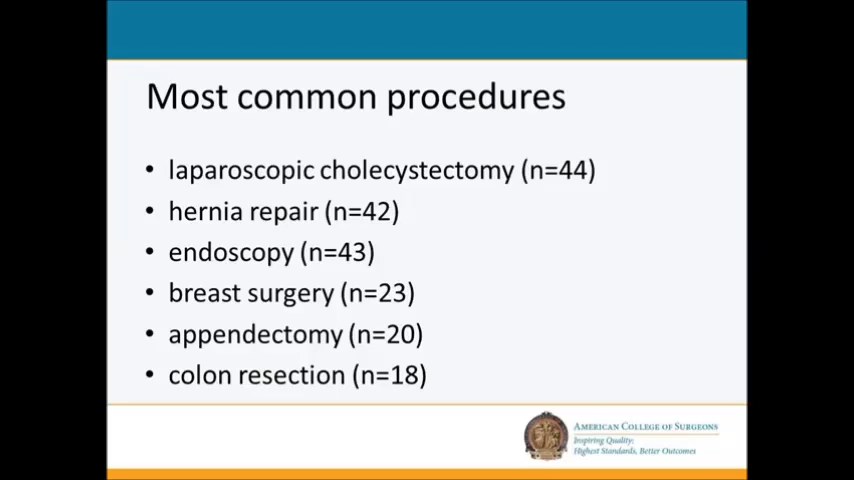 Most common procedures
• laparoscopic cholecystectomy (n=44)
• hernia repair (n=42)
• endoscopy (n=43)
• breast surgery (n=23)
• appendectomy (n=20)
• colon resection (n=18)
AMERICAN COLLEGE OF SURGEONS
Inspiring Quality:
Highest Standards, Better Outcomes